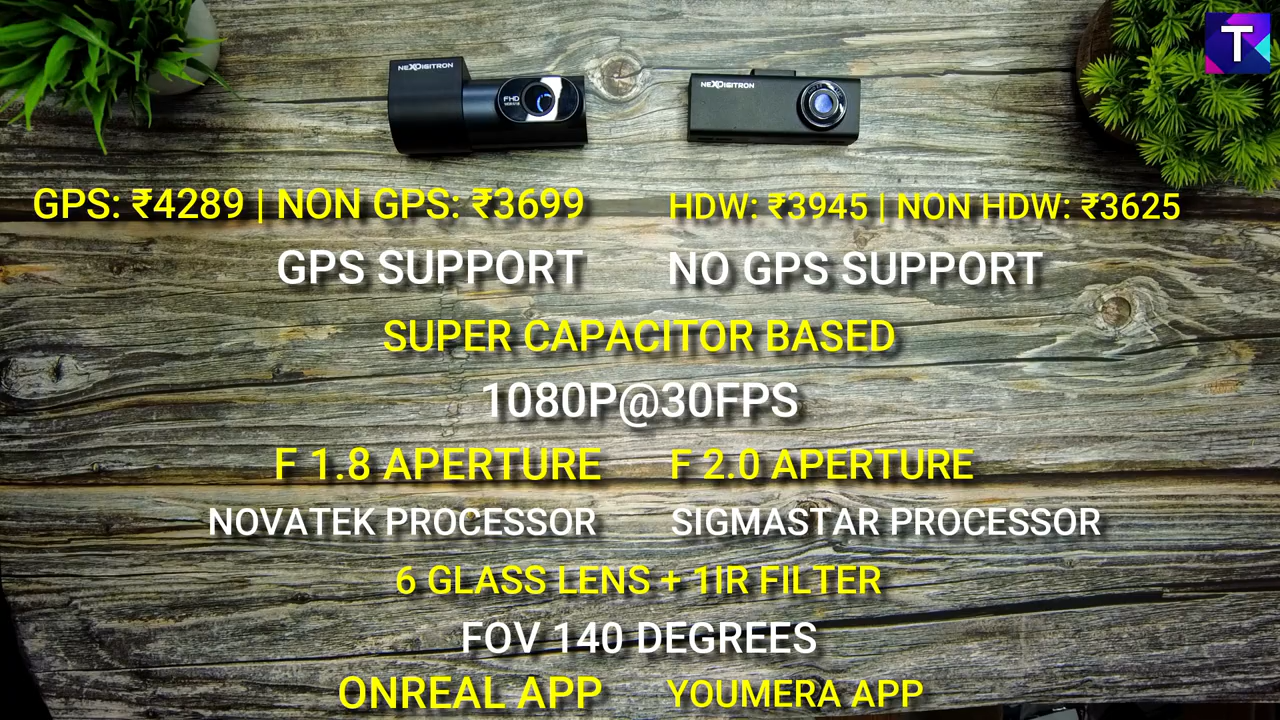 T
NEXDIGITRON
FHD
NEXDIGITRON
GPS: ₹4289 | NON GPS: ₹3699
HDW: ₹3945 | NON HDW: ₹3625
GPS SUPPORT
NO GPS SUPPORT
SUPER CAPACITOR BASED
1080P@30FPS
F 1.8 APERTURE
F 2.0 APERTURE
NOVATEK PROCESSOR
SIGMASTAR PROCESSOR
6 GLASS LENS + 1IR FILTER
FOV 140 DEGREES
ONREAL APP
YOUMERA APP